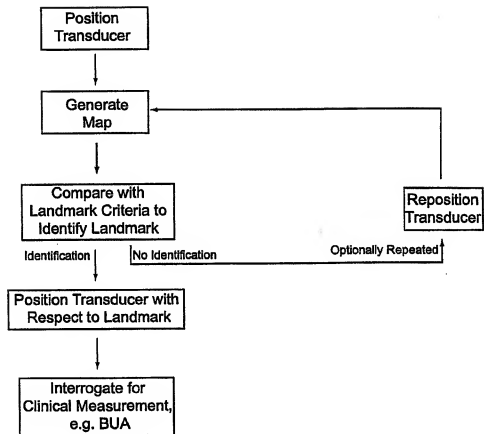 Position
Transducer
Generate
Map
Compare with
Landmark Criteria to
Identify Landmark
Reposition
Transducer
Identification
No Identification
Optionally Repeated
Position Transducer with
Respect to Landmark
Interrogate for
Clinical Measurement,
e.g. BUA